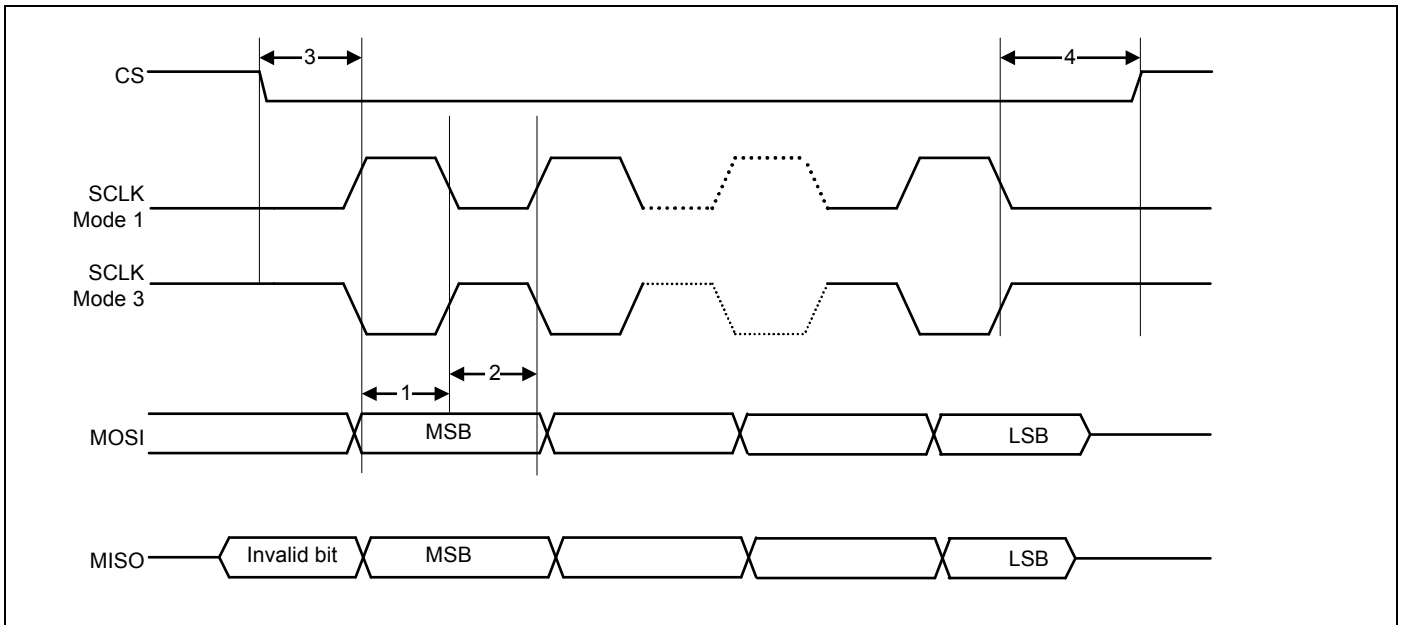 3
4
CS
SCLK
Mode 1
SCLK
Mode 3
1
2
MOSI
MSB
LSB
MISO
Invalid bit
MSB
LSB